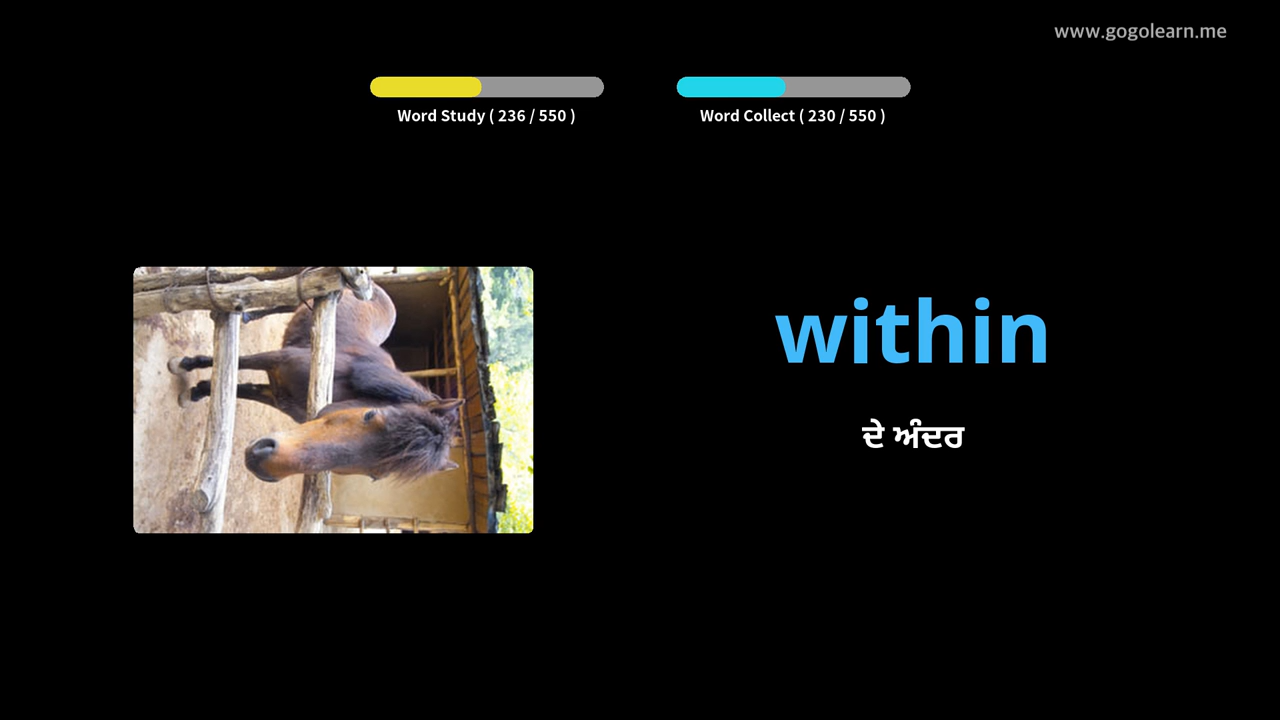 www.gogolearn.me
Word Study ( 236 / 550 )
Word Collect ( 230 / 550 )
within
ਦੇ ਅੰਦਰ